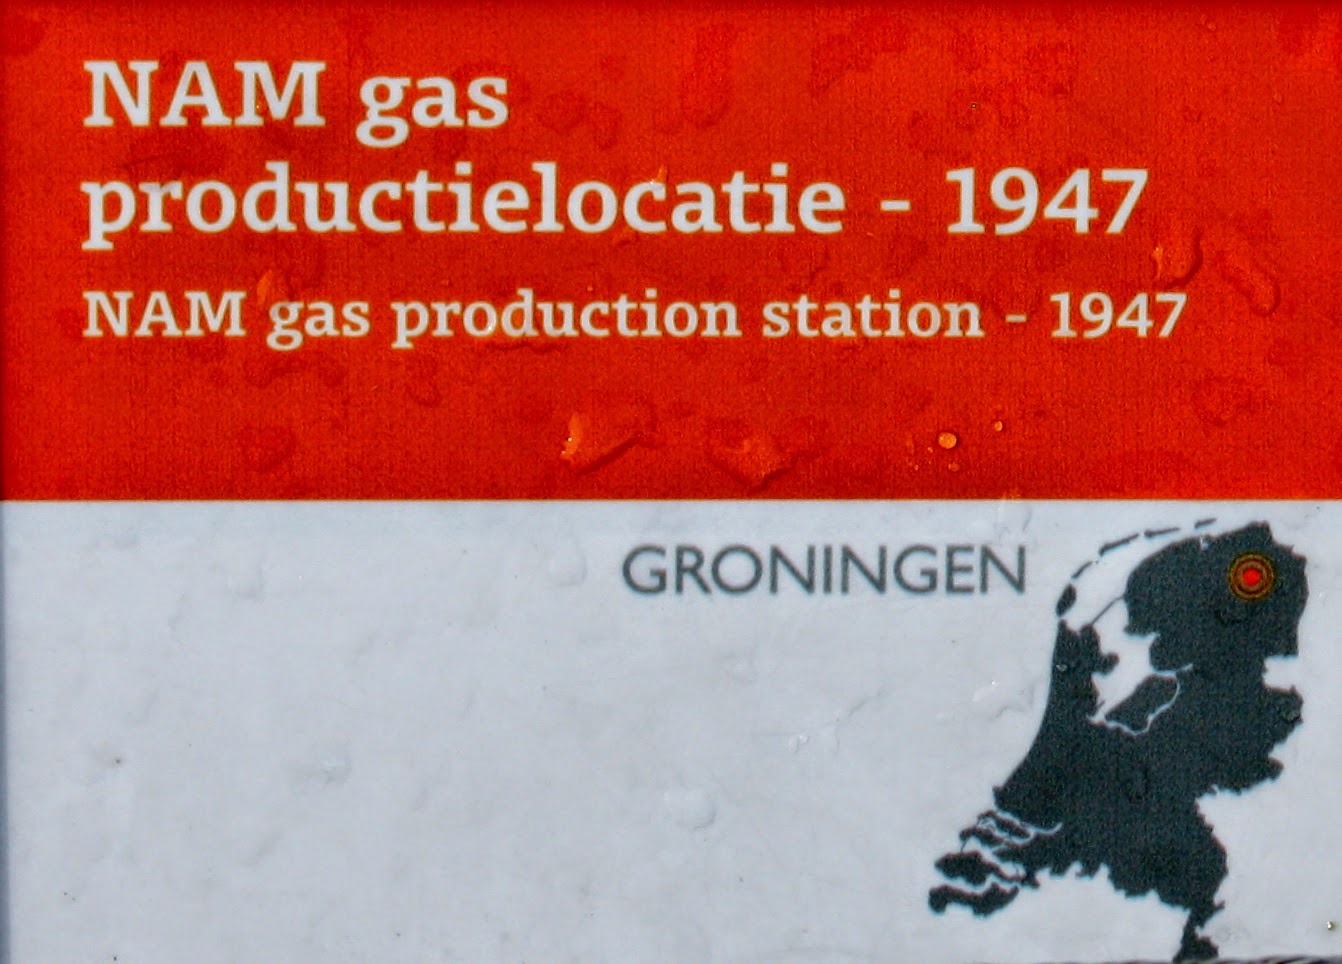 NAM gas
productielocatie - 1947
NAM gas production station - 1947
GRONINGEN